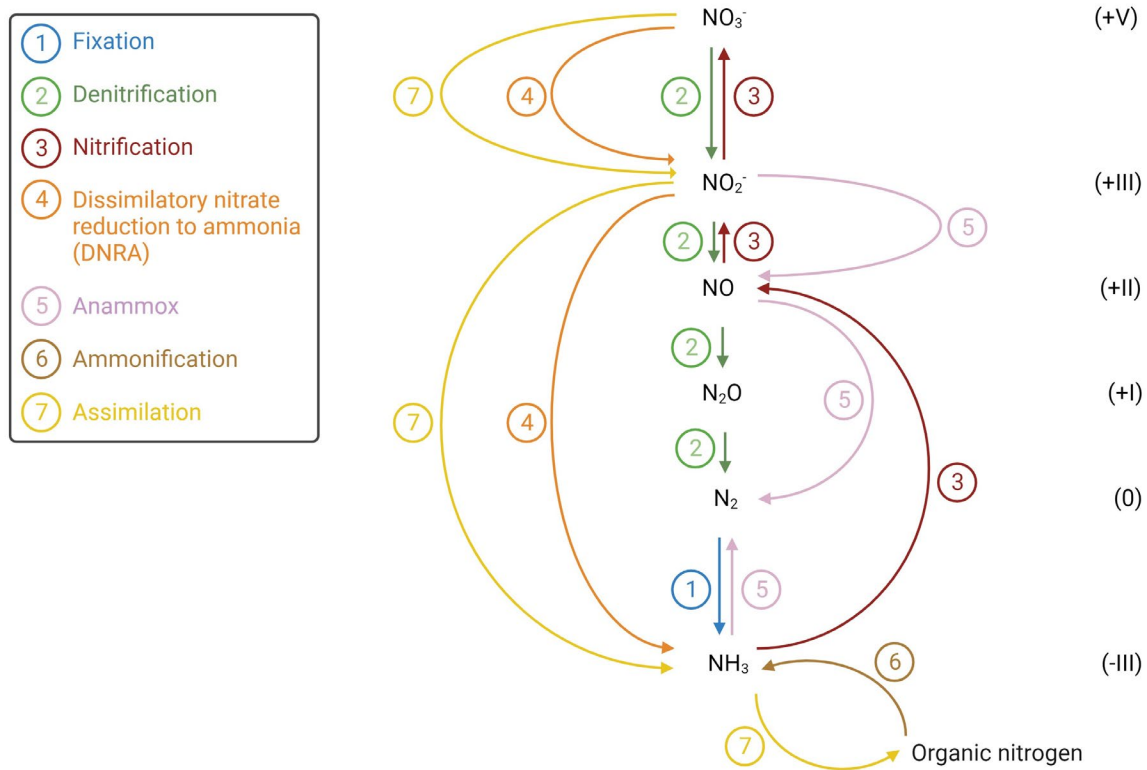 1 Fixation
2 Denitrification
3 Nitrification
4 Dissimilatory nitrate
reduction to ammonia
(DNRA)
5 Anammox
6 Ammonification
7 Assimilation
NO₃⁻ (+V)
7 4 2 3
NO₂⁻ (+III)
5
2 3
NO (+II)
2
N₂O (+I)
5
7 4
2
3
N₂ (0)
1 5
NH₃ (-III)
6
7
Organic nitrogen